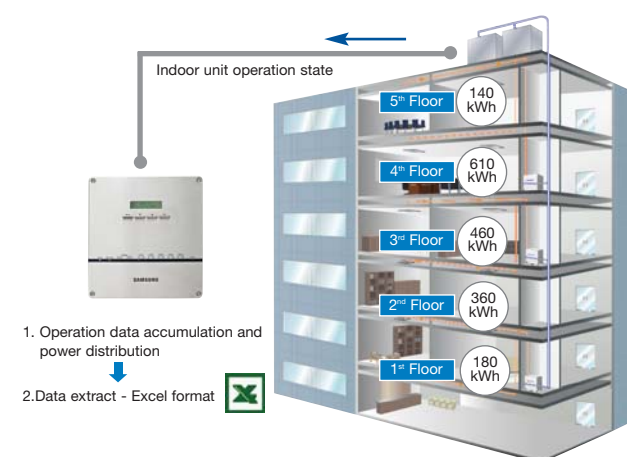 Indoor unit operation state
5th Floor
140
kWh
4th Floor
610
kWh
3rd Floor
460
kWh
2nd Floor
360
kWh
1st Floor
180
kWh
SAMSUNG
1. Operation data accumulation and
power distribution
2.Data extract - Excel format